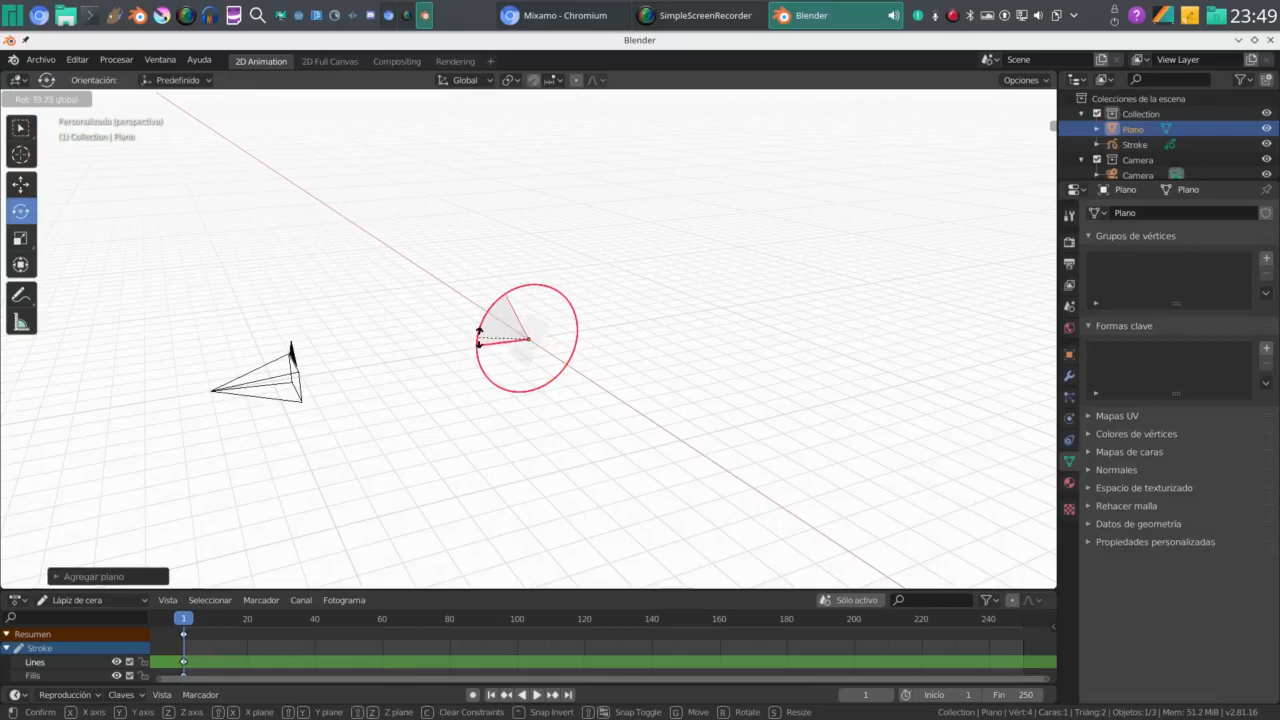 Mixamo - Chromium
SimpleScreenRecorder
Blender
23:49
Blender
Archivo
Editar
Procesar
Ventana
Ayuda
2D Animation
2D Full Canvas
Compositing
Rendering
+
Scene
View Layer
Orientación:
Predefinido
Global
Opciones
Personalizada (perspectiva)
(1) Collection | Plano
Colecciones de la escena
Collection
Plano
Stroke
Camera
Camera
Plano
Plano
Plano
Grupos de vértices
Formas clave
Mapas UV
Colores de vértices
Mapas de caras
Normales
Espacio de texturizado
Rehacer malla
Datos de geometría
Propiedades personalizadas
Agregar plano
Lápiz de cera
Vista
Seleccionar
Marcador
Canal
Fotograma
Sólo activo
1
20
40
60
80
100
120
140
160
180
200
220
240
Resumen
Stroke
Lines
Fills
Reproducción
Claves
Vista
Marcador
1
Inicio 1
Fin 250
Confirm
X X axis
Y Y axis
Z Z axis
X X plane
Y Y plane
Z Z plane
C Clear Constraints
Snap Invert
Snap Toggle
G Move
R Rotate
S Resize
Collection | Plano | Vért:4 | Caras:1 | Triáng:2 | Objetos:1/3 | Mem: 51.2 MiB | v2.81.16